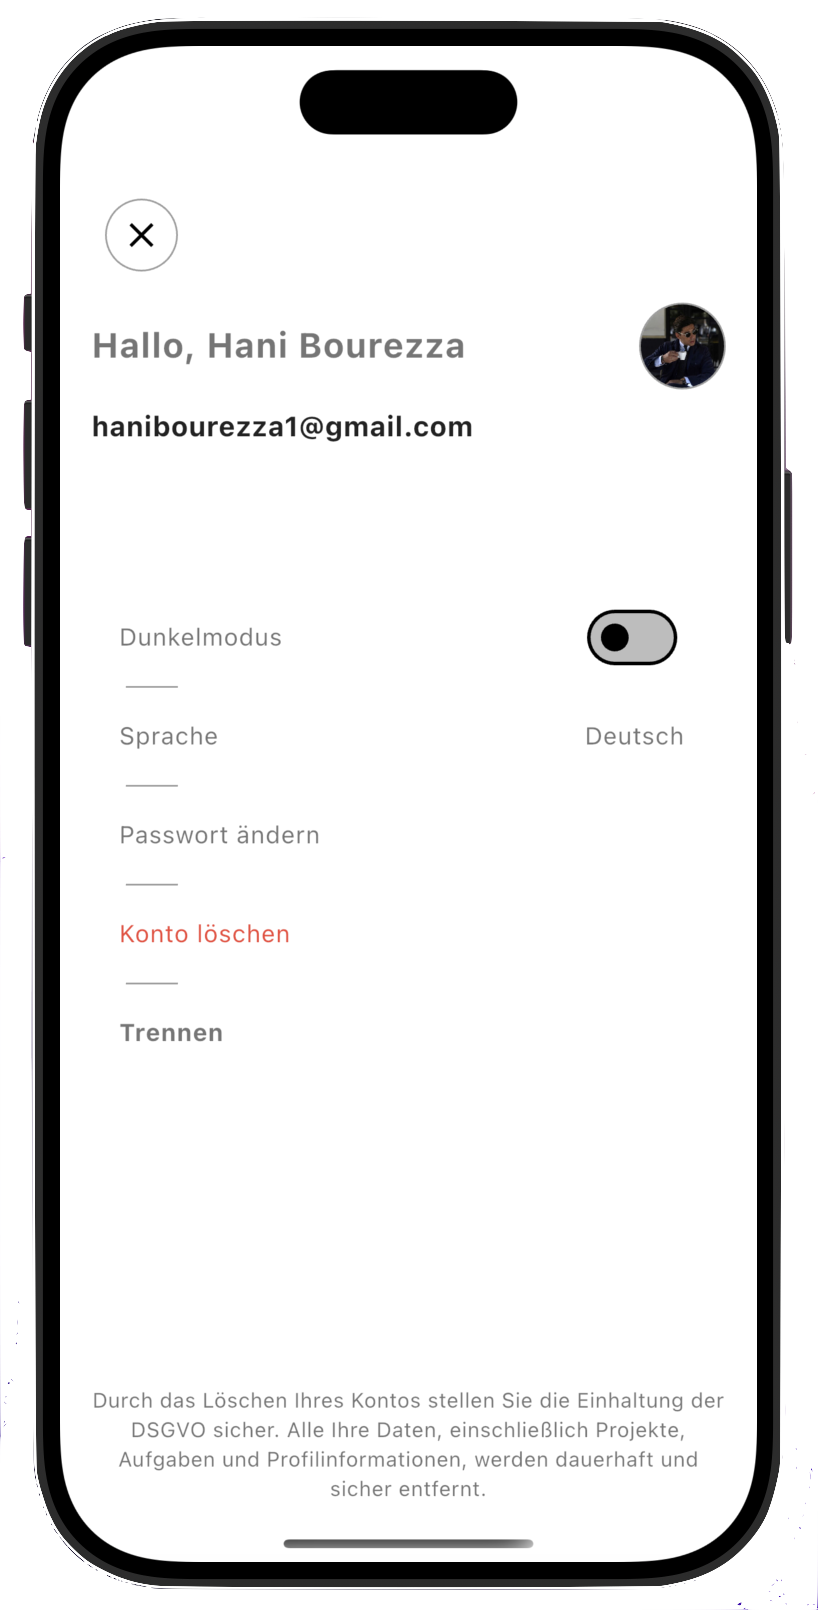 Hallo, Hani Bourezza
hanibourezza1@gmail.com
Dunkelmodus
Sprache Deutsch
Passwort ändern
Konto löschen
Trennen
Durch das Löschen Ihres Kontos stellen Sie die Einhaltung der
DSGVO sicher. Alle Ihre Daten, einschließlich Projekte,
Aufgaben und Profilinformationen, werden dauerhaft und
sicher entfernt.